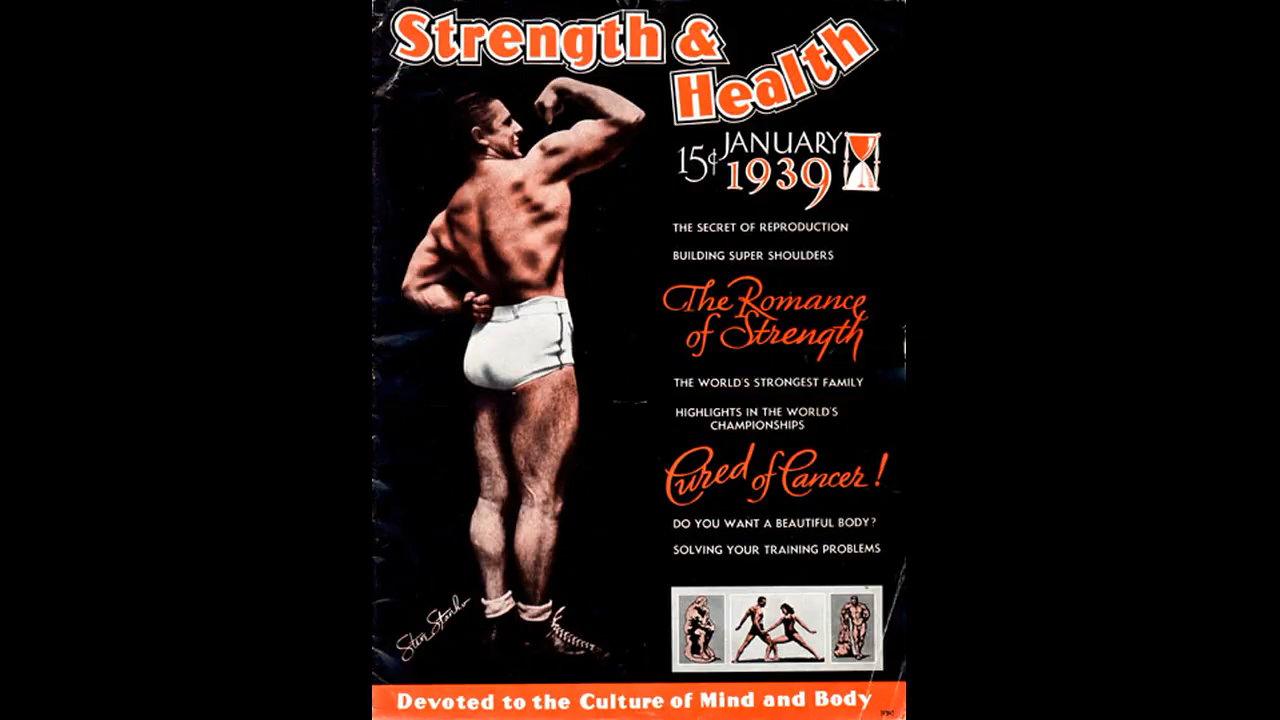 Strength &
Health
15¢ JANUARY
1939
THE SECRET OF REPRODUCTION
BUILDING SUPER SHOULDERS
The Romance
of Strength
THE WORLD'S STRONGEST FAMILY
HIGHLIGHTS IN THE WORLD'S
CHAMPIONSHIPS
Cured of Cancer!
DO YOU WANT A BEAUTIFUL BODY?
SOLVING YOUR TRAINING PROBLEMS
Stan Stanko
Devoted to the Culture of Mind and Body